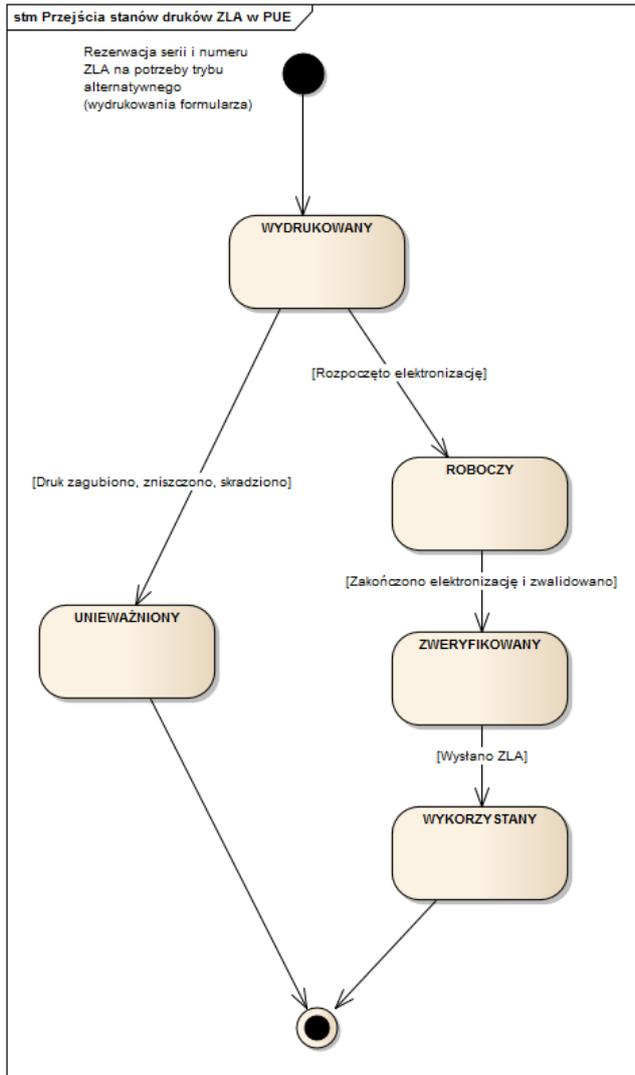 stm Przejścia stanów druków ZLA w PUE
Rezerwacja serii i numeru
ZLA na potrzeby trybu
alternatywnego
(wydrukowania formularza)
WYDRUKOWANY
[Rozpoczęto elektronizację]
ROBOCZY
[Druk zagubiono, zniszczono, skradziono]
[Zakończono elektronizację i zwalidowano]
UNIEWAŻNIONY
ZWERYFIKOWANY
[Wysłano ZLA]
WYKORZYSTANY